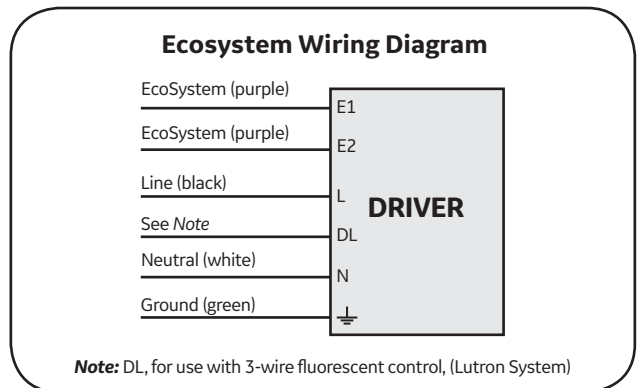 Ecosystem Wiring Diagram
EcoSystem (purple)
E1
EcoSystem (purple)
E2
Line (black)
L
DRIVER
See Note
DL
Neutral (white)
N
Ground (green)
Note: DL, for use with 3-wire fluorescent control, (Lutron System)